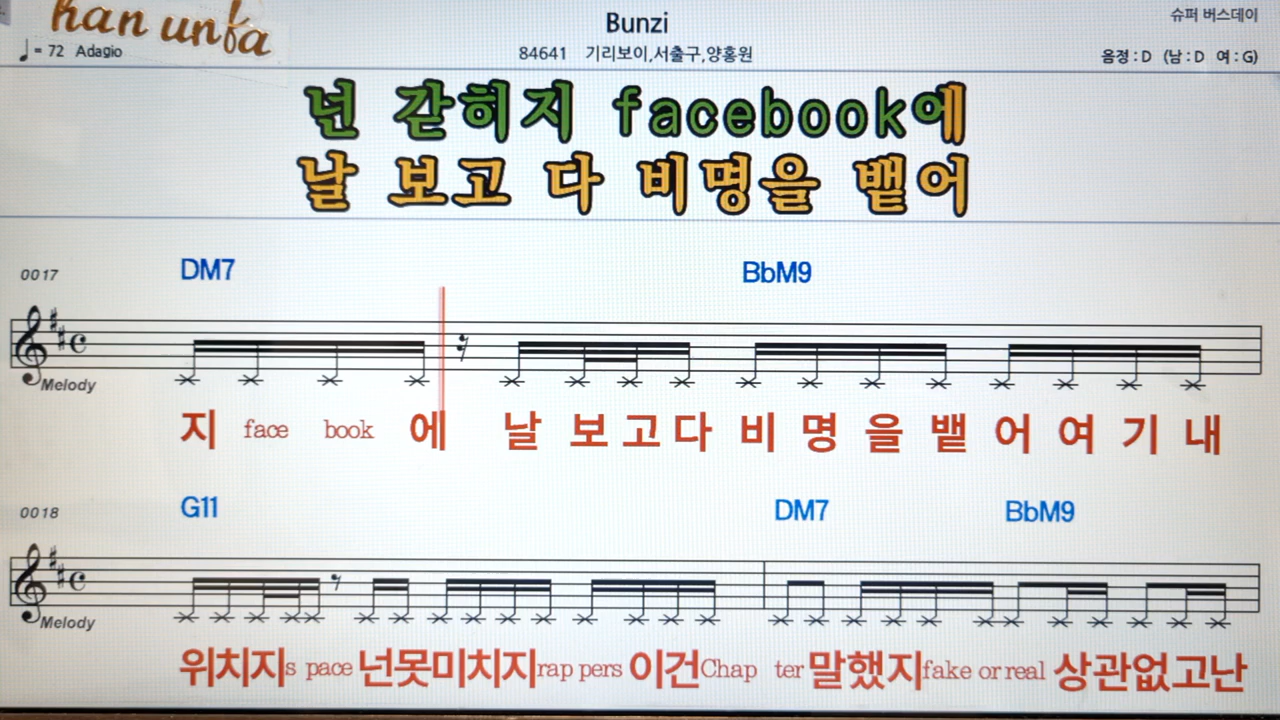 han unfa
Bunzi
슈퍼 버스데이
♩= 72 Adagio
84641 기리보이,서출구,양홍원
음정 : D (남 : D 여 : G)
넌 갇히지 facebook에
날 보고 다 비명을 뱉어
0017 DM7 BbM9
Melody
지 face book 에 날 보 고 다 비 명 을 뱉 어 여 기 내
0018 G11 DM7 BbM9
Melody
위치지s pace 넌못미치지rap pers 이건Chap ter 말했지fake or real 상관없고난